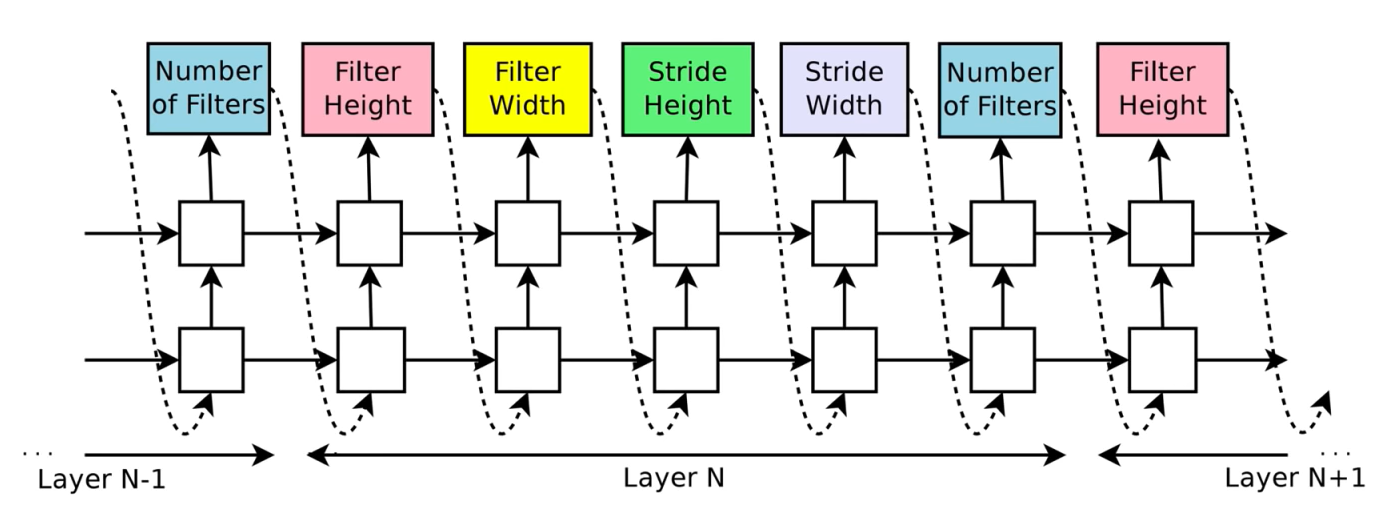 Number
of Filters
Filter
Height
Filter
Width
Stride
Height
Stride
Width
Number
of Filters
Filter
Height
. . .
Layer N-1
Layer N
. . .
Layer N+1